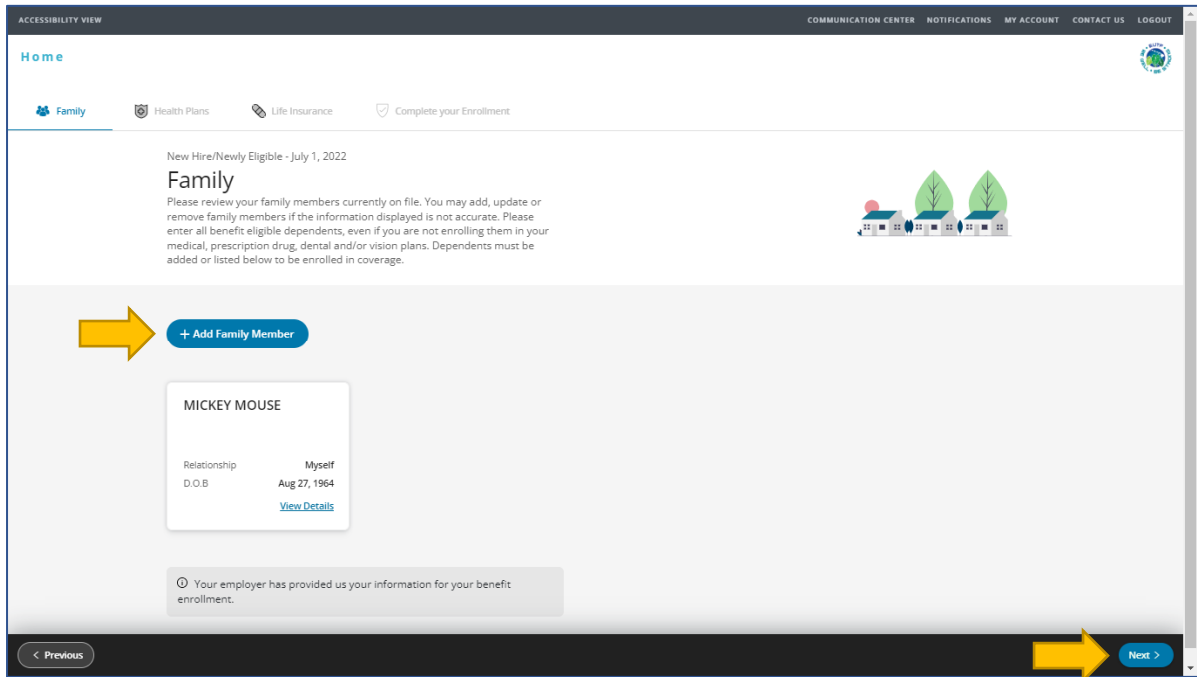 ACCESSIBILITY VIEW COMMUNICATION CENTER NOTIFICATIONS MY ACCOUNT CONTACT US LOGOUT
Home
Family Health Plans Life Insurance Complete your Enrollment
New Hire/Newly Eligible - July 1, 2022
Family
Please review your family members currently on file. You may add, update or
remove family members if the information displayed is not accurate. Please
enter all benefit eligible dependents, even if you are not enrolling them in your
medical, prescription drug, dental and/or vision plans. Dependents must be
added or listed below to be enrolled in coverage.
+ Add Family Member
MICKEY MOUSE
Relationship Myself
D.O.B Aug 27, 1964
View Details
Your employer has provided us your information for your benefit
enrollment.
< Previous Next >